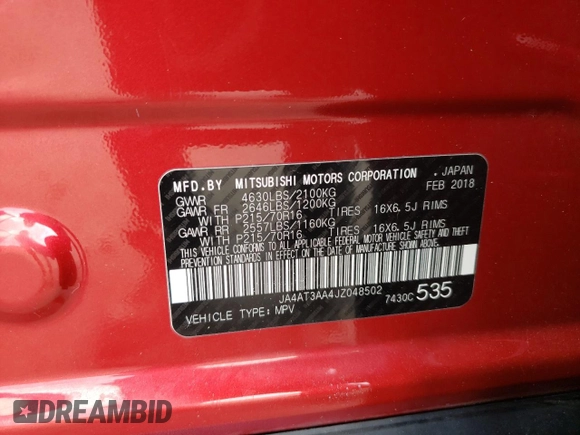 MFD.BY MITSUBISHI MOTORS CORPORATION . JAPAN
GVWR 4630LBS/2100KG FEB 2018
GAWR FR 2646LBS/1200KG
WITH P215/70R16 TIRES 16X6.5J RIMS
GAWR RR 2557LBS/1160KG
WITH P215/70R16 TIRES 16X6.5J RIMS
THIS VEHICLE CONFORMS TO ALL APPLICABLE FEDERAL MOTOR VEHICLE SAFETY AND THEFT
PREVENTION STANDARDS IN EFFECT ON THE DATE OF MANUFACTURE SHOWN ABOVE.
JA4AT3AA4JZ048502 7430C 535
VEHICLE TYPE: MPV
DREAMBID